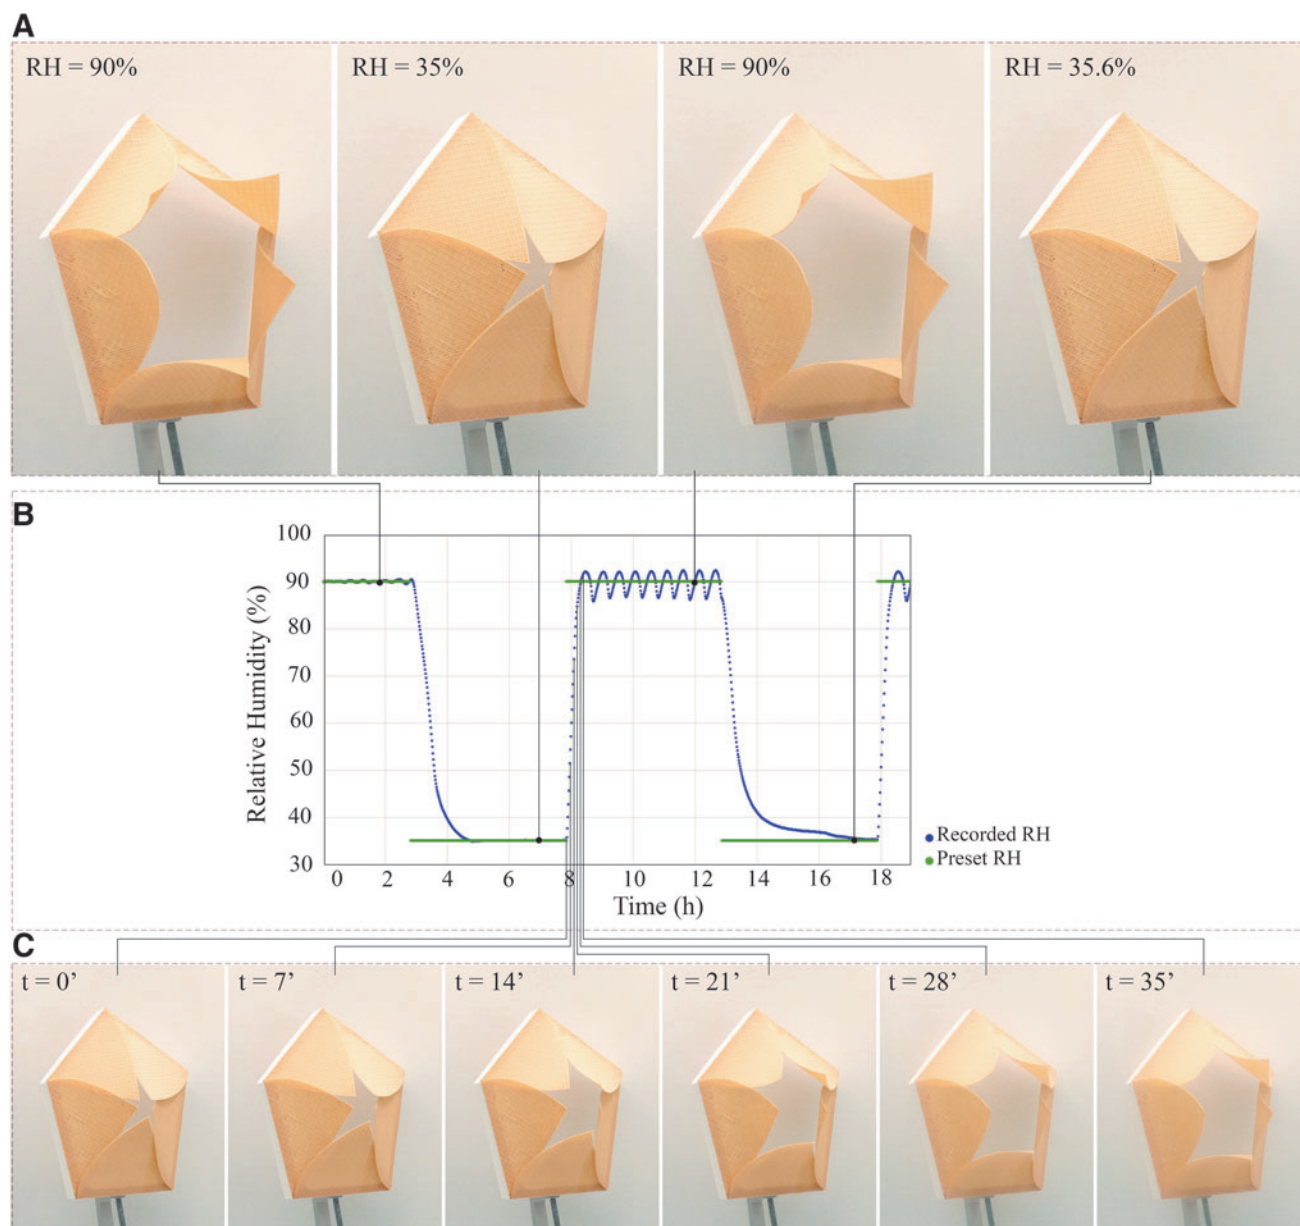 A
RH = 90%
RH = 35%
RH = 90%
RH = 35.6%
B
Relative Humidity (%)
100
90
80
70
60
50
40
30
0 2 4 6 8 10 12 14 16 18
Time (h)
Recorded RH
Preset RH
C
t = 0’
t = 7’
t = 14’
t = 21’
t = 28’
t = 35’